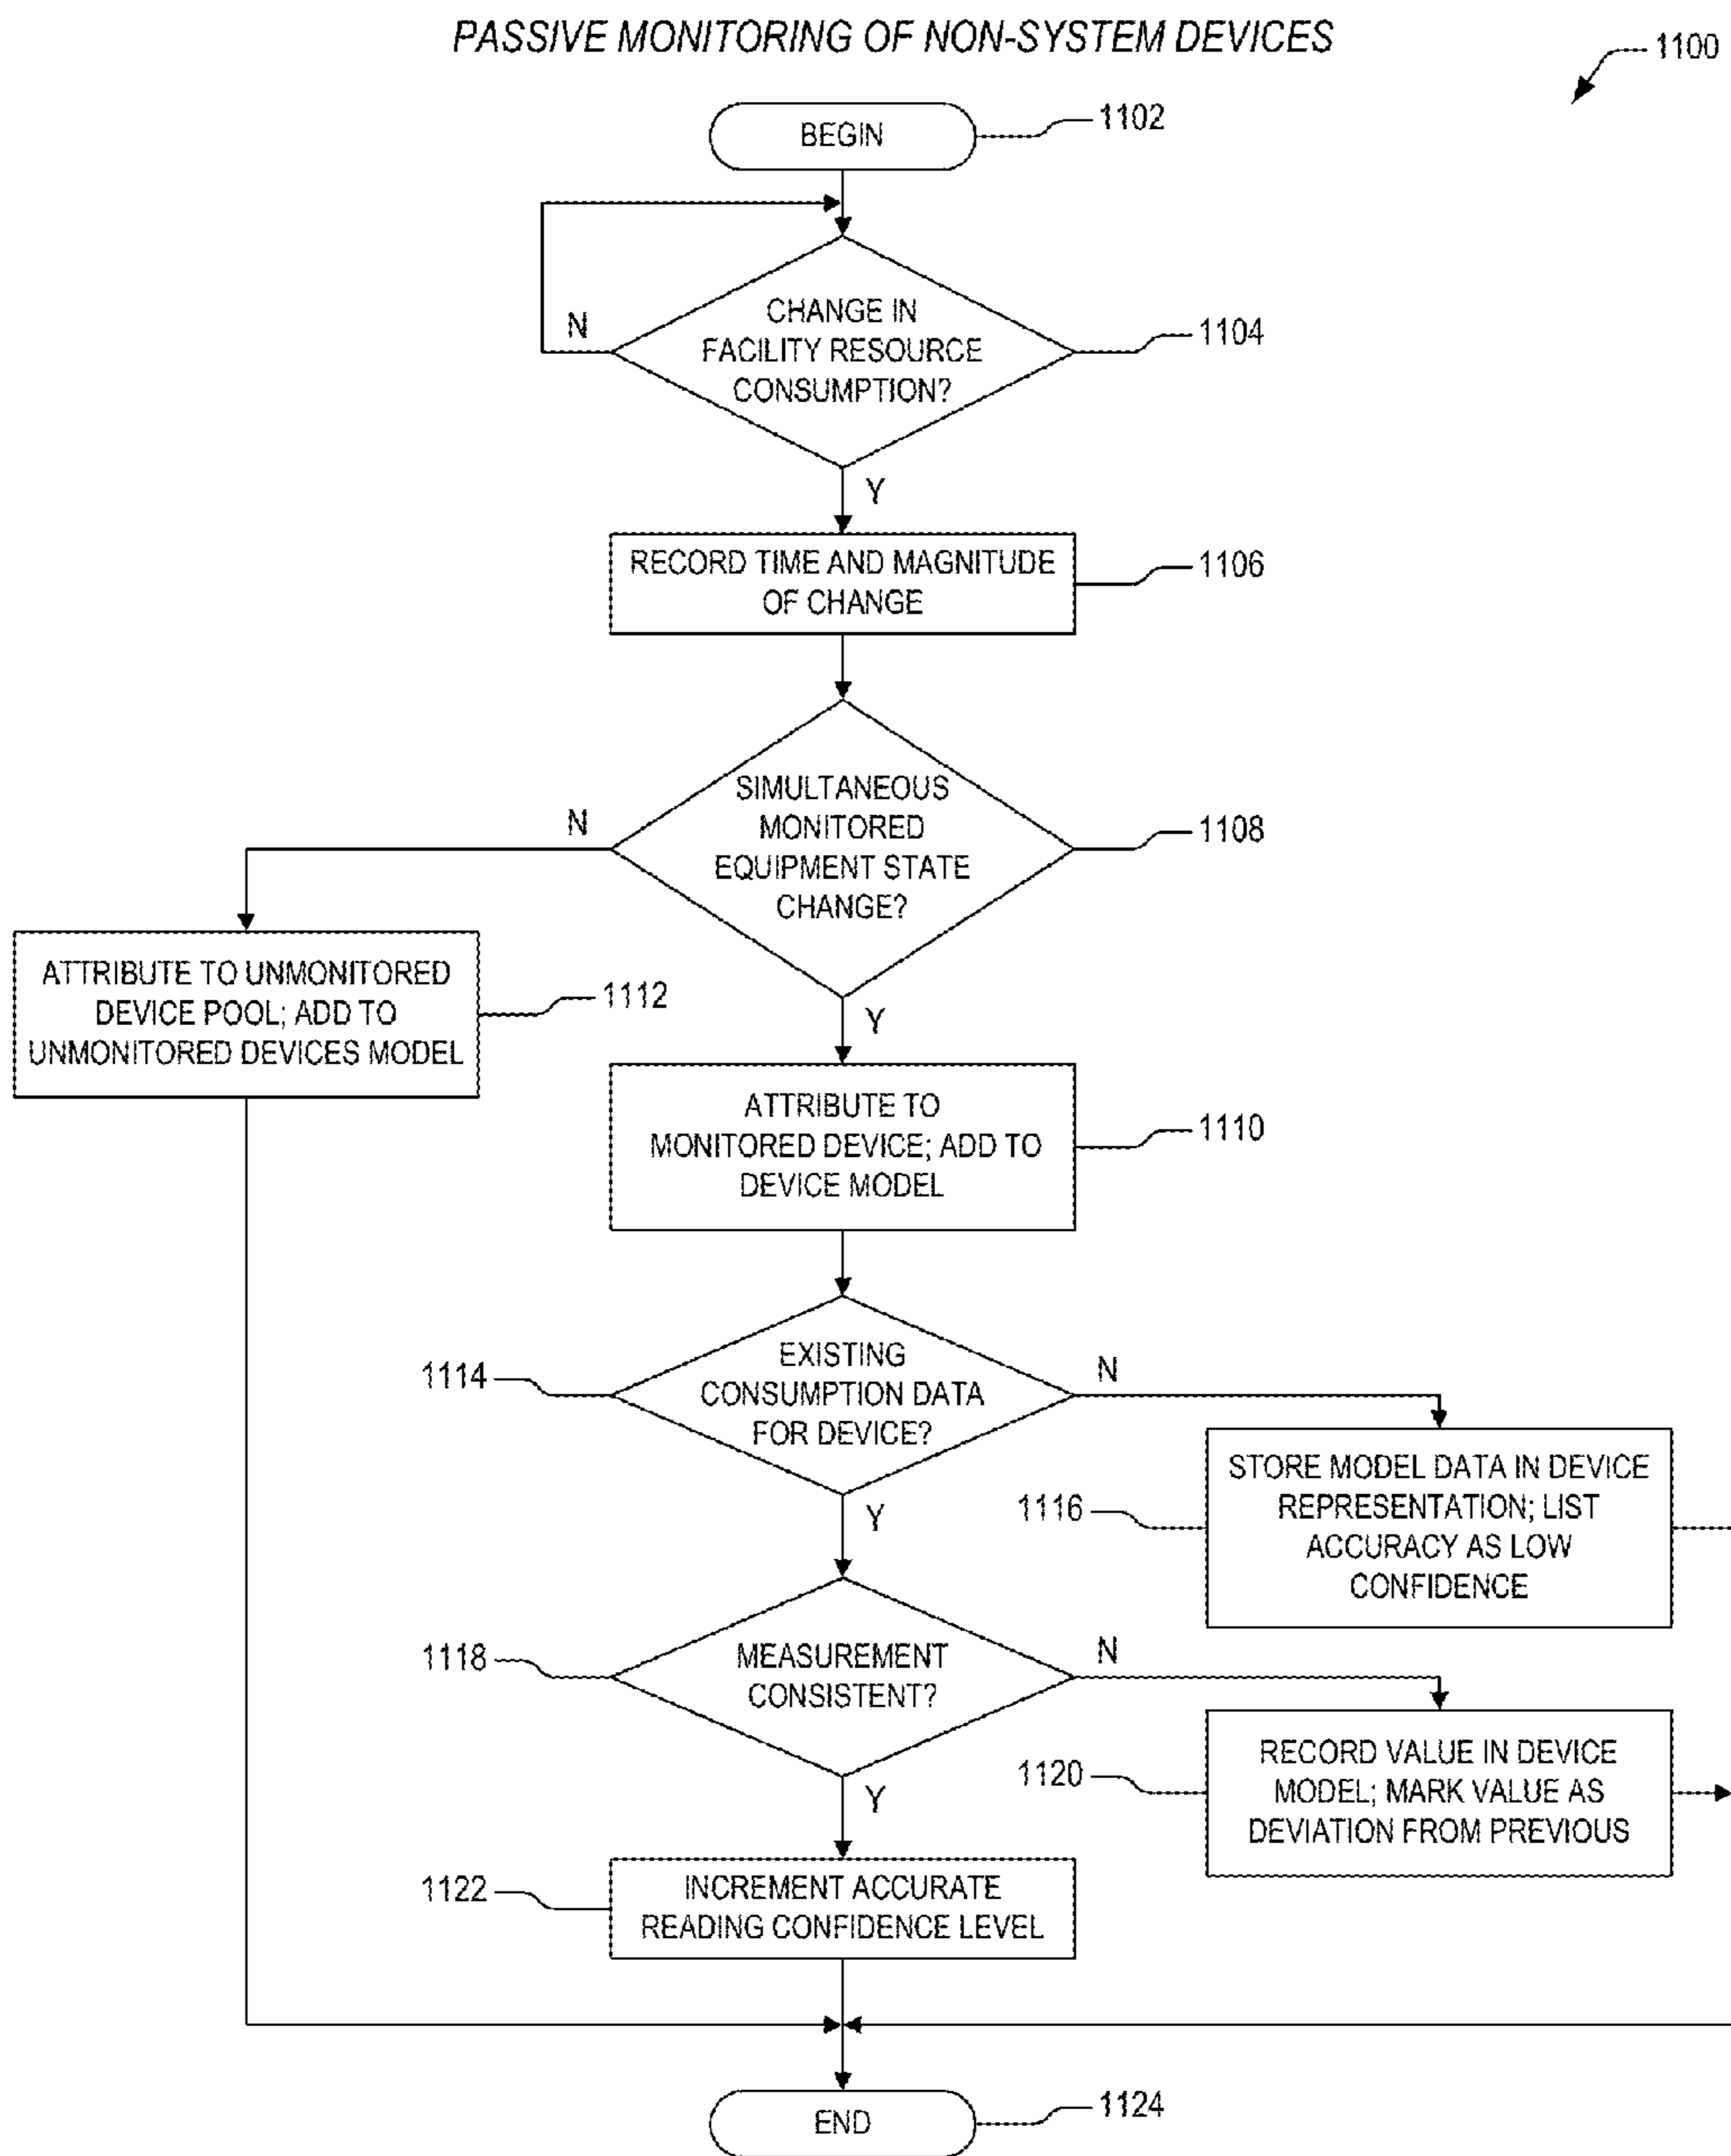 PASSIVE MONITORING OF NON-SYSTEM DEVICES
1100
BEGIN
1102
CHANGE IN
FACILITY RESOURCE
CONSUMPTION?
N
1104
Y
RECORD TIME AND MAGNITUDE
OF CHANGE
1106
SIMULTANEOUS
MONITORED
EQUIPMENT STATE
CHANGE?
N
1108
Y
ATTRIBUTE TO UNMONITORED
DEVICE POOL; ADD TO
UNMONITORED DEVICES MODEL
1112
ATTRIBUTE TO
MONITORED DEVICE; ADD TO
DEVICE MODEL
1110
1114
EXISTING
CONSUMPTION DATA
FOR DEVICE?
N
Y
1116
STORE MODEL DATA IN DEVICE
REPRESENTATION; LIST
ACCURACY AS LOW
CONFIDENCE
1118
MEASUREMENT
CONSISTENT?
N
Y
1120
RECORD VALUE IN DEVICE
MODEL; MARK VALUE AS
DEVIATION FROM PREVIOUS
1122
INCREMENT ACCURATE
READING CONFIDENCE LEVEL
END
1124